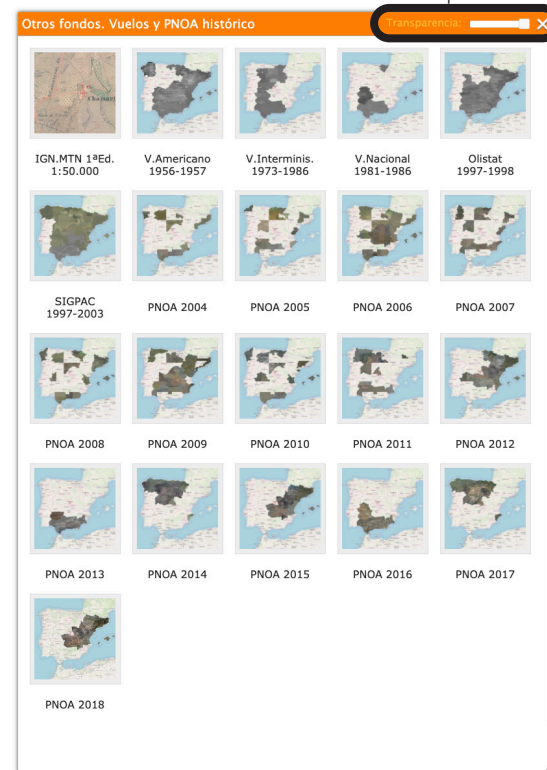 Otros fondos. Vuelos y PNOA histórico
Transparencia:
IGN.MTN 1ªEd.
1:50.000
V.Americano
1956-1957
V.Interminis.
1973-1986
V.Nacional
1981-1986
Olistat
1997-1998
SIGPAC
1997-2003
PNOA 2004
PNOA 2005
PNOA 2006
PNOA 2007
PNOA 2008
PNOA 2009
PNOA 2010
PNOA 2011
PNOA 2012
PNOA 2013
PNOA 2014
PNOA 2015
PNOA 2016
PNOA 2017
PNOA 2018